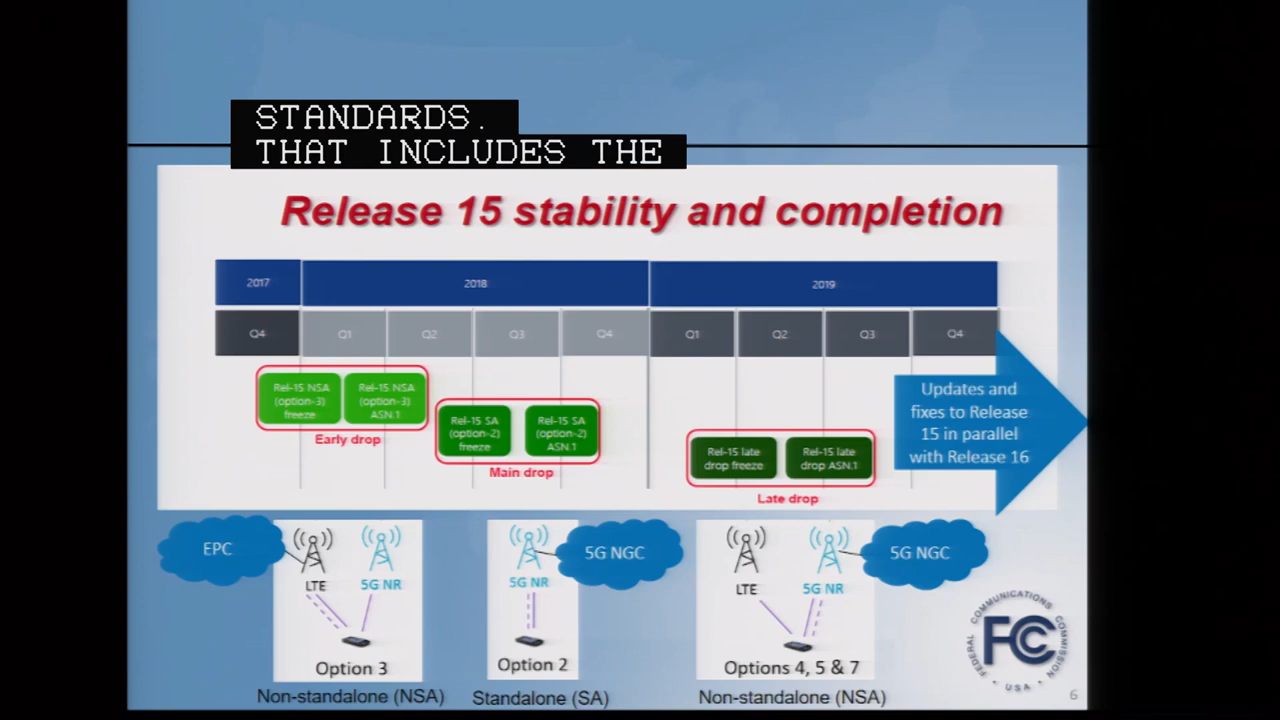 STANDARDS.
THAT INCLUDES THE
Release 15 stability and completion
2017 2018 2019
Q4 Q1 Q2 Q3 Q4 Q1 Q2 Q3 Q4
Rel-15 NSA
(option-3)
freeze
Rel-15 NSA
(option-3)
ASN.1
Early drop
Rel-15 SA
(option-2)
freeze
Rel-15 SA
(option-2)
ASN.1
Main drop
Rel-15 late
drop freeze
Rel-15 late
drop ASN.1
Late drop
Updates and
fixes to Release
15 in parallel
with Release 16
EPC
LTE
5G NR
Option 3
Non-standalone (NSA)
5G NR
5G NGC
Option 2
Standalone (SA)
LTE
5G NR
5G NGC
Options 4, 5 & 7
Non-standalone (NSA)
FEDERAL COMMUNICATIONS COMMISSION
FCC
• USA •
6